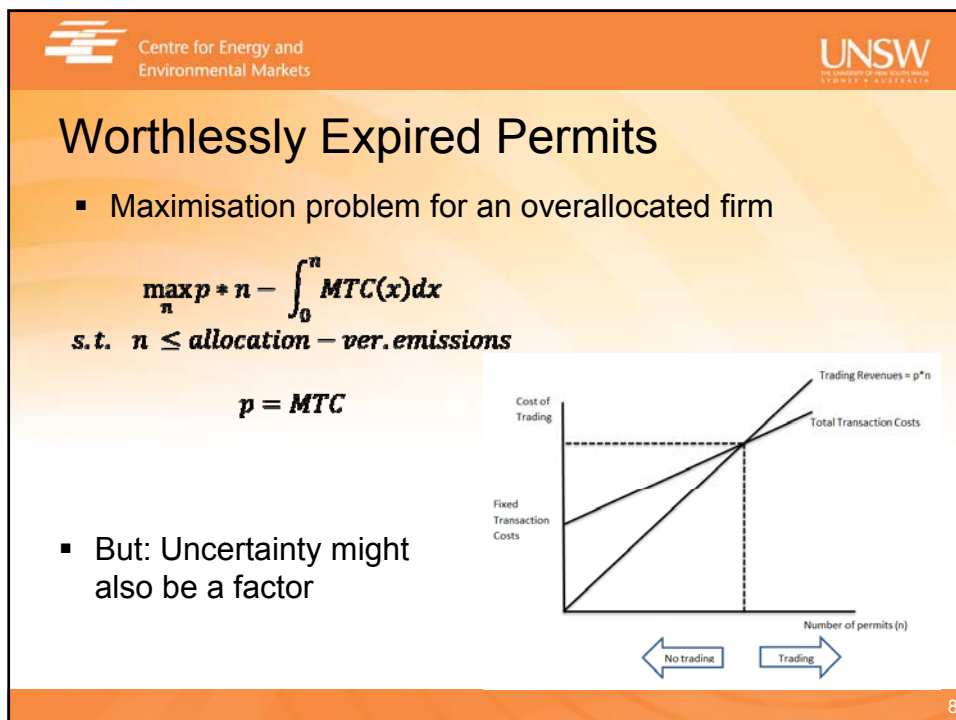 Centre for Energy and
Environmental Markets
UNSW
THE UNIVERSITY OF NEW SOUTH WALES
SYDNEY • AUSTRALIA
Worthlessly Expired Permits
▪ Maximisation problem for an overallocated firm
max p * n − ∫₀ⁿ MTC(x)dx
n
s.t. n ≤ allocation − ver.emissions
p = MTC
▪ But: Uncertainty might
also be a factor
Trading Revenues = p*n
Cost of
Trading
Total Transaction Costs
Fixed
Transaction
Costs
Number of permits (n)
No trading
Trading
8